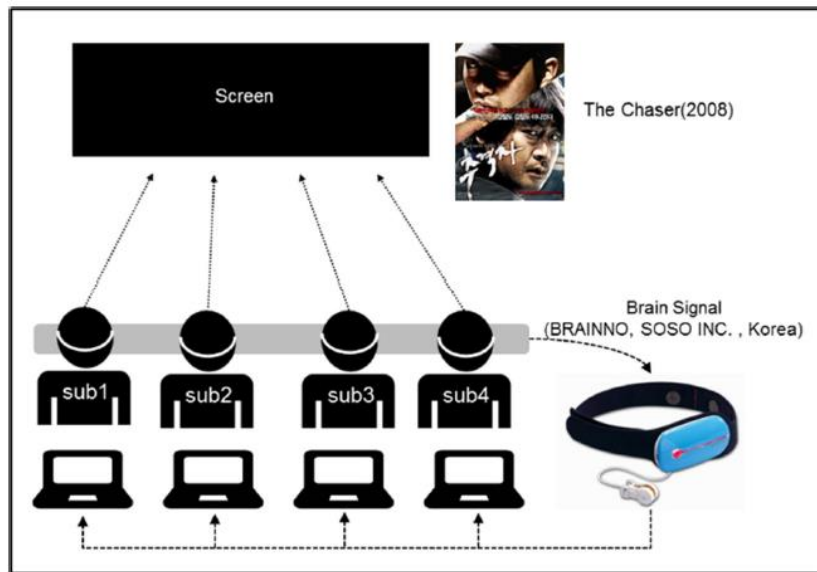 Screen
The Chaser(2008)
추격자
Brain Signal
(BRAINNO, SOSO INC. , Korea)
sub1
sub2
sub3
sub4